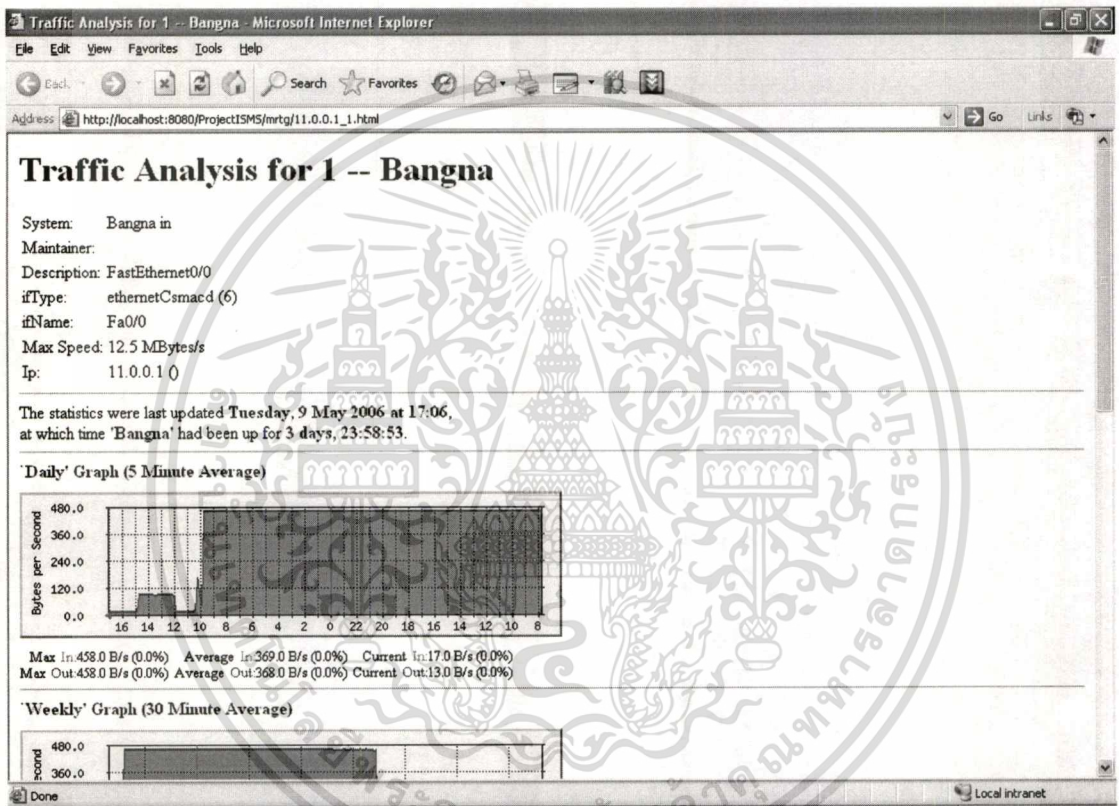 Traffic Analysis for 1 -- Bangna - Microsoft Internet Explorer
File Edit View Favorites Tools Help
Back Search Favorites
Address http://localhost:8080/ProjectISMS/mrtg/11.0.0.1_1.html Go Links
Traffic Analysis for 1 -- Bangna
System: Bangna in
Maintainer:
Description: FastEthernet0/0
ifType: ethernetCsmacd (6)
ifName: Fa0/0
Max Speed: 12.5 MBytes/s
Ip: 11.0.0.1 ()
The statistics were last updated Tuesday, 9 May 2006 at 17:06,
at which time 'Bangna' had been up for 3 days, 23:58:53.
`Daily' Graph (5 Minute Average)
Bytes per Second
480.0
360.0
240.0
120.0
0.0
16 14 12 10 8 6 4 2 0 22 20 18 16 14 12 10 8
Max In:458.0 B/s (0.0%) Average In:369.0 B/s (0.0%) Current In:17.0 B/s (0.0%)
Max Out:458.0 B/s (0.0%) Average Out:368.0 B/s (0.0%) Current Out:13.0 B/s (0.0%)
`Weekly' Graph (30 Minute Average)
480.0
360.0
Done Local intranet